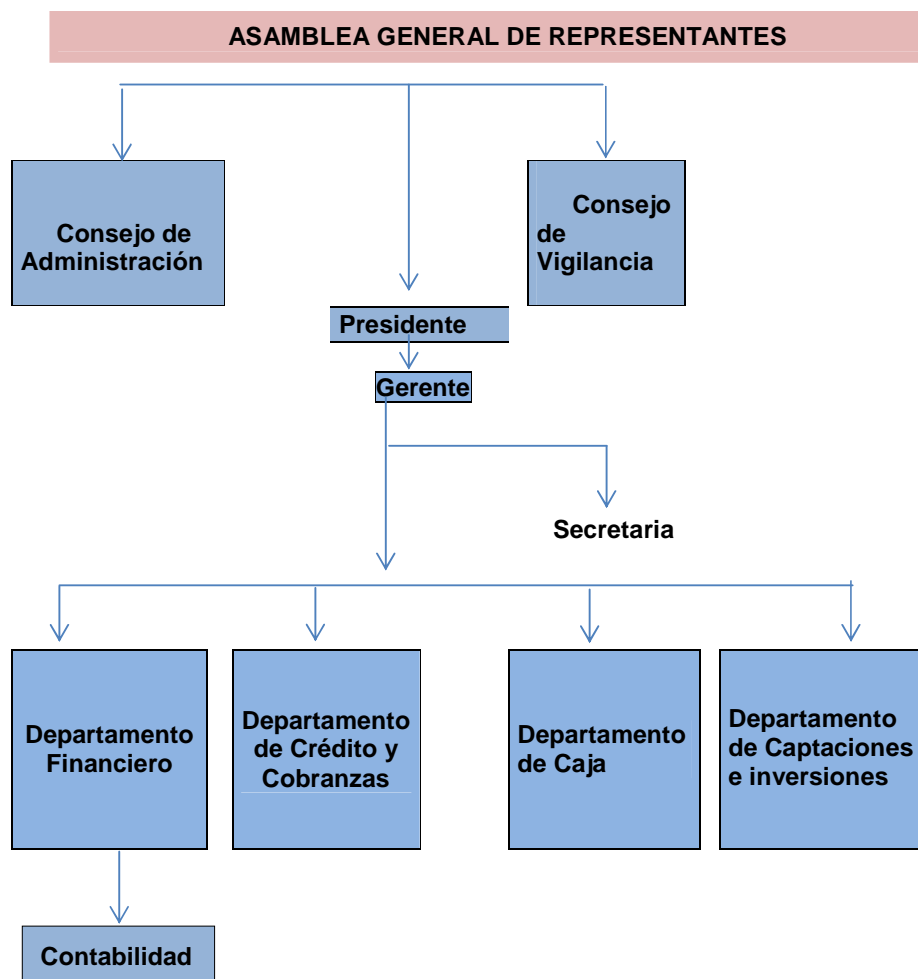 ASAMBLEA GENERAL DE REPRESENTANTES
Consejo de
Administración
Consejo
de
Vigilancia
Presidente
Gerente
Secretaria
Departamento
Financiero
Departamento
de Crédito y
Cobranzas
Departamento
de Caja
Departamento
de Captaciones
e inversiones
Contabilidad